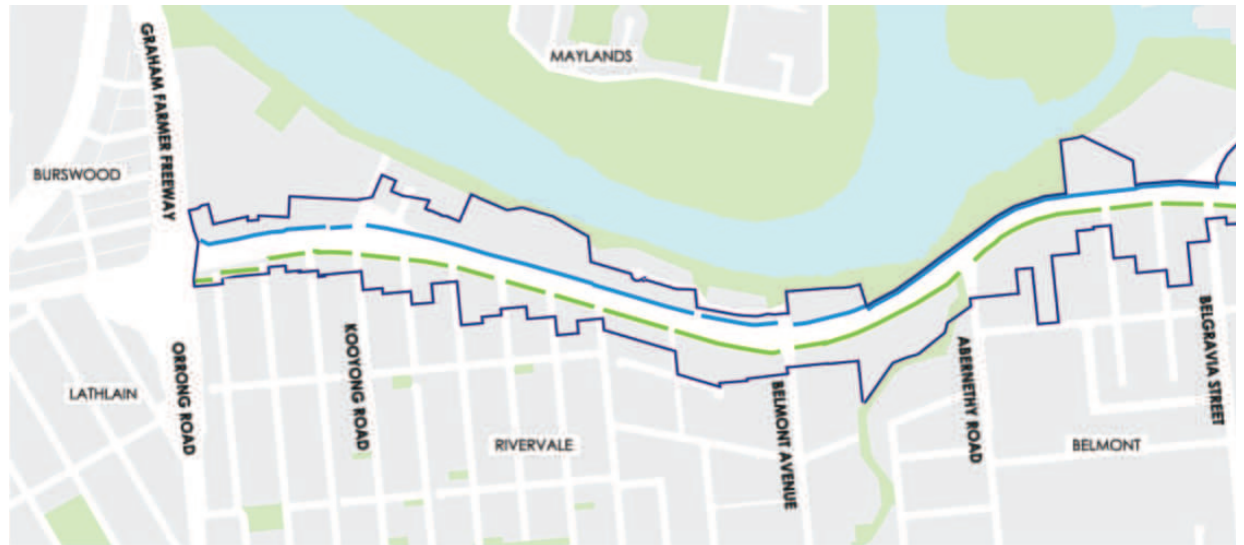 MAYLANDS
GRAHAM FARMER FREEWAY
BURSWOOD
KOOYONG ROAD
ORRONG ROAD
LATHLAIN
RIVERVALE
BELMONT AVENUE
ABERNETHY ROAD
BELGRAVIA STREET
BELMONT